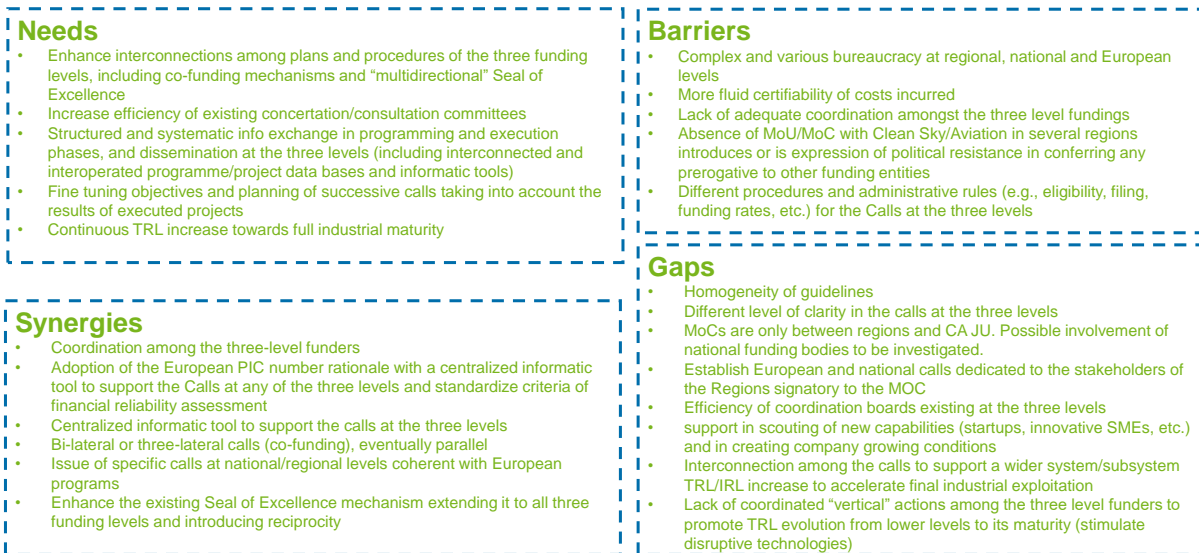 Needs
• Enhance interconnections among plans and procedures of the three funding
levels, including co-funding mechanisms and “multidirectional” Seal of
Excellence
• Increase efficiency of existing concertation/consultation committees
• Structured and systematic info exchange in programming and execution
phases, and dissemination at the three levels (including interconnected and
interoperated programme/project data bases and informatic tools)
• Fine tuning objectives and planning of successive calls taking into account the
results of executed projects
• Continuous TRL increase towards full industrial maturity
Barriers
• Complex and various bureaucracy at regional, national and European
levels
• More fluid certifiability of costs incurred
• Lack of adequate coordination amongst the three level fundings
• Absence of MoU/MoC with Clean Sky/Aviation in several regions
introduces or is expression of political resistance in conferring any
prerogative to other funding entities
• Different procedures and administrative rules (e.g., eligibility, filing,
funding rates, etc.) for the Calls at the three levels
Synergies
• Coordination among the three-level funders
• Adoption of the European PIC number rationale with a centralized informatic
tool to support the Calls at any of the three levels and standardize criteria of
financial reliability assessment
• Centralized informatic tool to support the calls at the three levels
• Bi-lateral or three-lateral calls (co-funding), eventually parallel
• Issue of specific calls at national/regional levels coherent with European
programs
• Enhance the existing Seal of Excellence mechanism extending it to all three
funding levels and introducing reciprocity
Gaps
• Homogeneity of guidelines
• Different level of clarity in the calls at the three levels
• MoCs are only between regions and CA JU. Possible involvement of
national funding bodies to be investigated.
• Establish European and national calls dedicated to the stakeholders of
the Regions signatory to the MOC
• Efficiency of coordination boards existing at the three levels
• support in scouting of new capabilities (startups, innovative SMEs, etc.)
and in creating company growing conditions
• Interconnection among the calls to support a wider system/subsystem
TRL/IRL increase to accelerate final industrial exploitation
• Lack of coordinated “vertical” actions among the three level funders to
promote TRL evolution from lower levels to its maturity (stimulate
disruptive technologies)